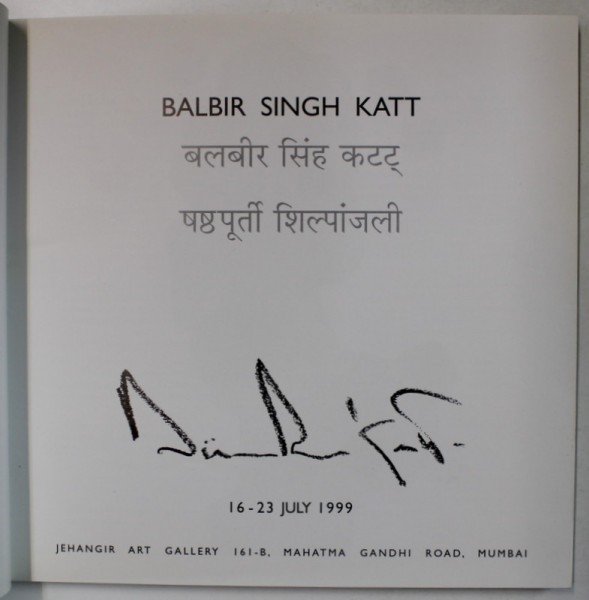 BALBIR SINGH KATT
बलबीर सिंह कटट्
षष्ठपूर्ती शिल्पांजली
16-23 JULY 1999
JEHANGIR ART GALLERY 161-B, MAHATMA GANDHI ROAD, MUMBAI